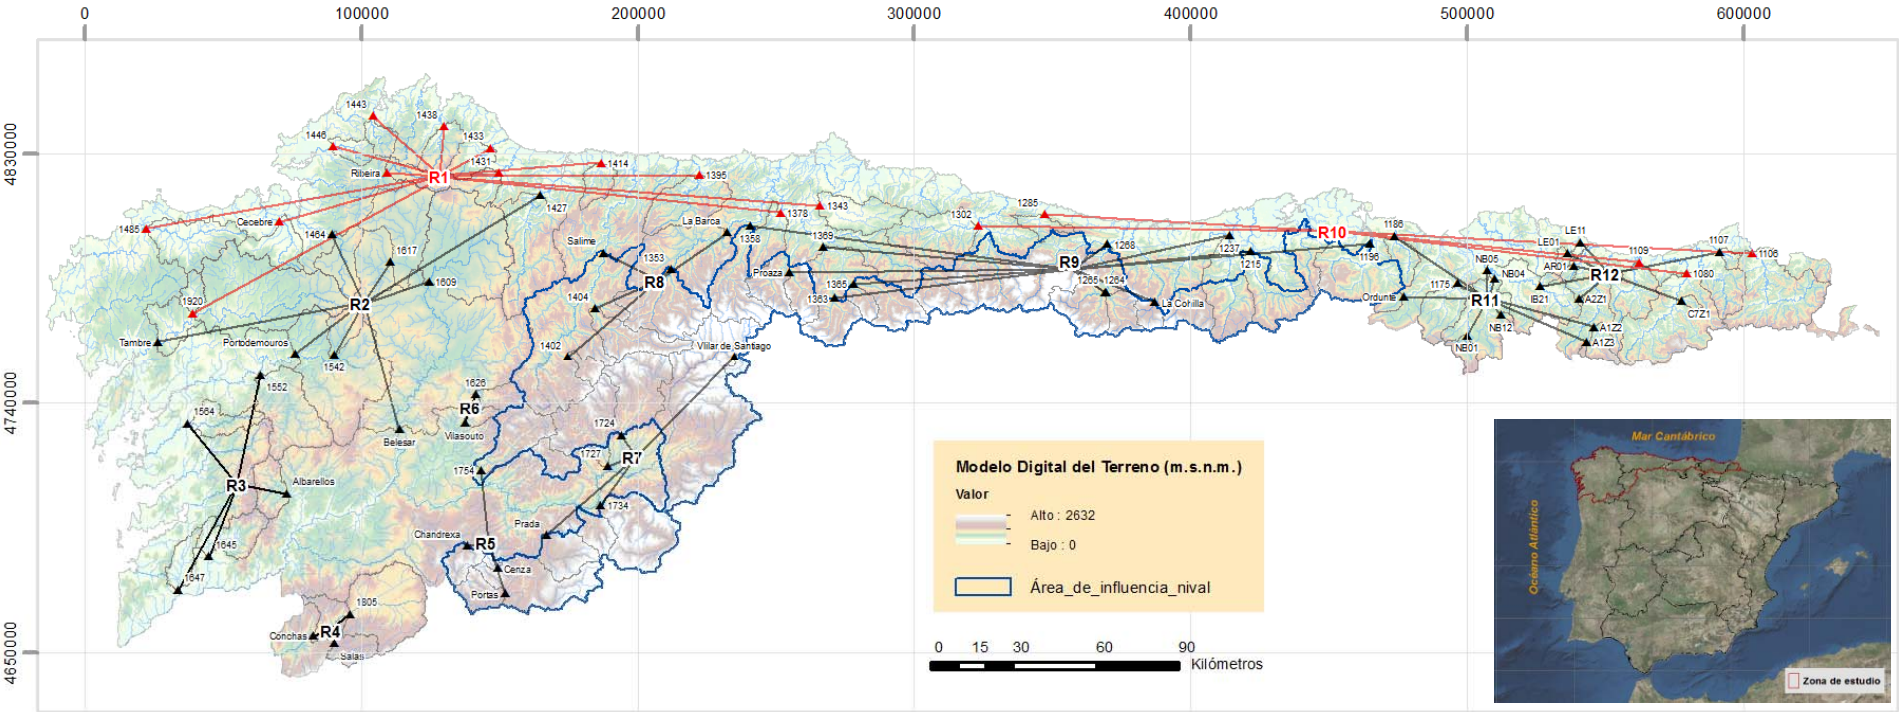 0 100000 200000 300000 400000 500000 600000
4830000
4740000
4650000
1443
1438
1446
1433
1431
1414
Ribeira
R1
1395
1427
1378
1343
1485
Cecebre
1464
1617
1609
1920
R2
Tambre
Portodemouros
1542
1552
1564
Belesar
1626
R6
Vilasouto
1754
R3
Albarellos
1645
1647
1805
Conchas
R4
Salas
Chandrexa
R5
Cenza
Portas
Prada
1734
R7
1727
1724
Villar de Santiago
Salime
La Barca
1353
R8
1404
1402
1358
1369
Proaza
1365
1363
1302
1285
R9
1268
1265
1264
La Cohilla
1237
1215
R10
1196
1186
Ordunte
1175
R11
NB05
NB04
NB12
NB01
LE11
LE01
AR01
IB21
R12
A2Z1
A1Z2
A1Z3
C7Z1
1109
1107
1080
1106
Modelo Digital del Terreno (m.s.n.m.)
Valor
Alto : 2632
Bajo : 0
Área_de_influencia_nival
0 15 30 60 90
Kilómetros
Mar Cantábrico
Océano Atlántico
Zona de estudio